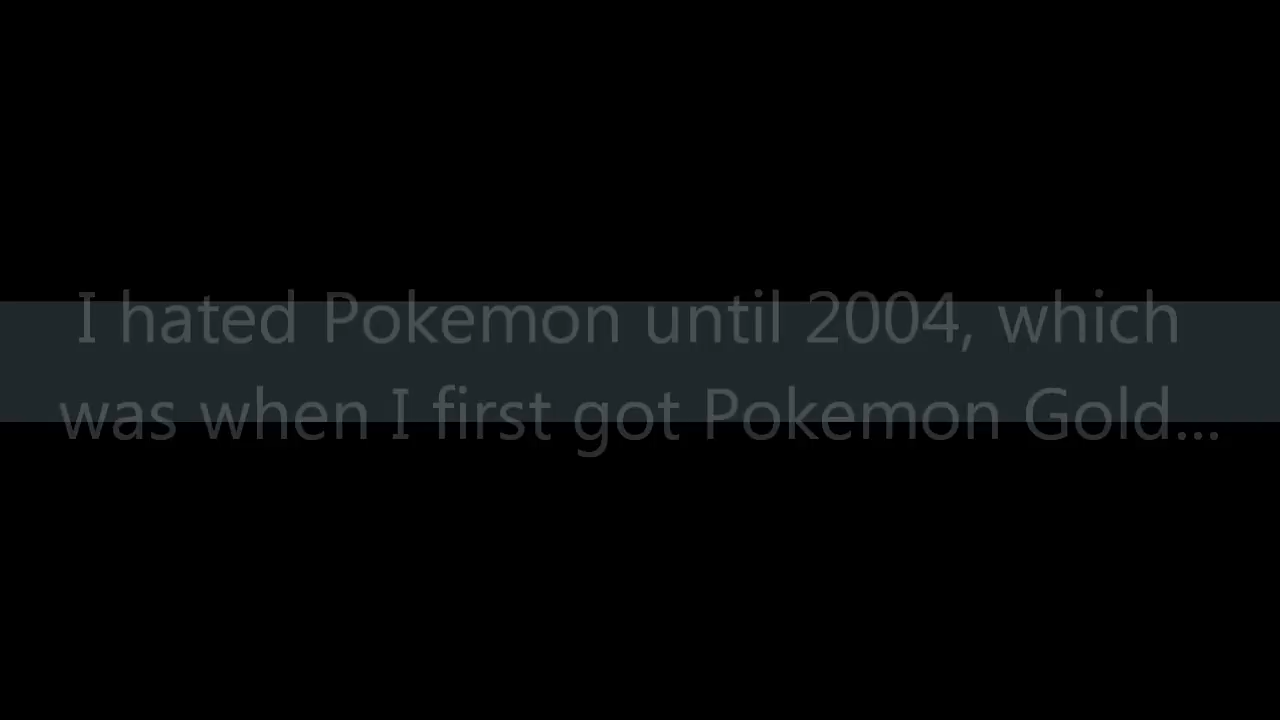 I hated Pokemon until 2004, which
was when I first got Pokemon Gold...